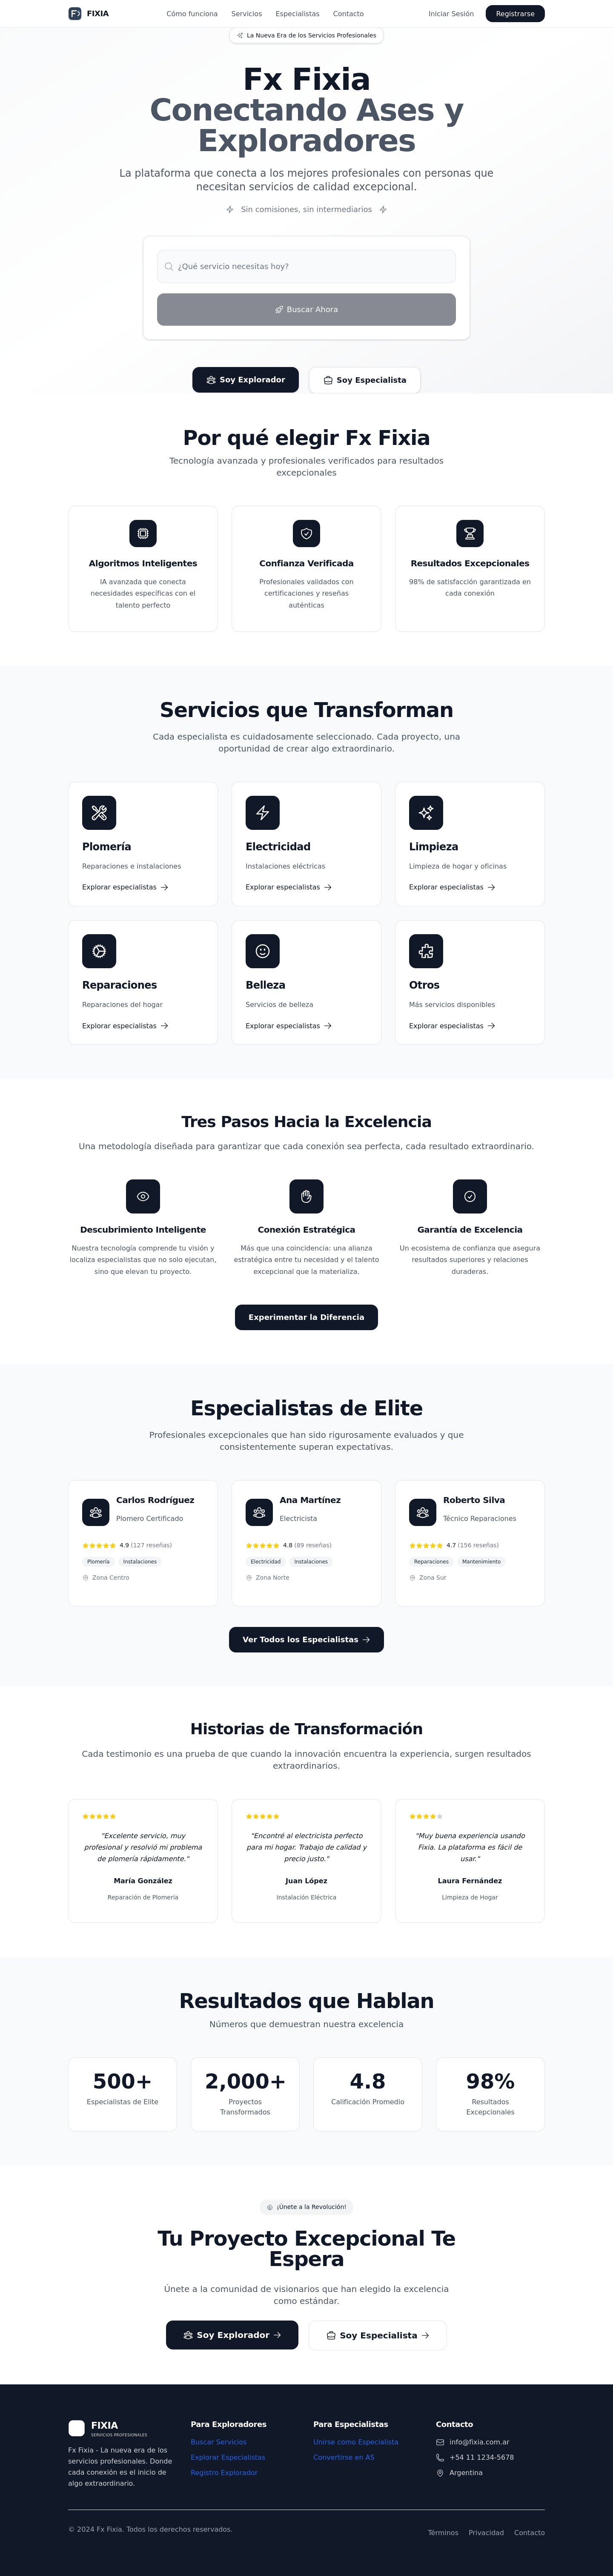 FIXIA
Cómo funciona
Servicios
Especialistas
Contacto
Iniciar Sesión
Registrarse
La Nueva Era de los Servicios Profesionales
Fx Fixia
Conectando Ases y
Exploradores
La plataforma que conecta a los mejores profesionales con personas que
necesitan servicios de calidad excepcional.
Sin comisiones, sin intermediarios
¿Qué servicio necesitas hoy?
Buscar Ahora
Soy Explorador
Soy Especialista
Por qué elegir Fx Fixia
Tecnología avanzada y profesionales verificados para resultados
excepcionales
Algoritmos Inteligentes
IA avanzada que conecta
necesidades específicas con el
talento perfecto
Confianza Verificada
Profesionales validados con
certificaciones y reseñas
auténticas
Resultados Excepcionales
98% de satisfacción garantizada en
cada conexión
Servicios que Transforman
Cada especialista es cuidadosamente seleccionado. Cada proyecto, una
oportunidad de crear algo extraordinario.
Plomería
Reparaciones e instalaciones
Explorar especialistas
Electricidad
Instalaciones eléctricas
Explorar especialistas
Limpieza
Limpieza de hogar y oficinas
Explorar especialistas
Reparaciones
Reparaciones del hogar
Explorar especialistas
Belleza
Servicios de belleza
Explorar especialistas
Otros
Más servicios disponibles
Explorar especialistas
Tres Pasos Hacia la Excelencia
Una metodología diseñada para garantizar que cada conexión sea perfecta, cada resultado extraordinario.
Descubrimiento Inteligente
Nuestra tecnología comprende tu visión y
localiza especialistas que no solo ejecutan,
sino que elevan tu proyecto.
Conexión Estratégica
Más que una coincidencia: una alianza
estratégica entre tu necesidad y el talento
excepcional que la materializa.
Garantía de Excelencia
Un ecosistema de confianza que asegura
resultados superiores y relaciones
duraderas.
Experimentar la Diferencia
Especialistas de Elite
Profesionales excepcionales que han sido rigurosamente evaluados y que
consistentemente superan expectativas.
Carlos Rodríguez
Plomero Certificado
4.9 (127 reseñas)
Plomería
Instalaciones
Zona Centro
Ana Martínez
Electricista
4.8 (89 reseñas)
Electricidad
Instalaciones
Zona Norte
Roberto Silva
Técnico Reparaciones
4.7 (156 reseñas)
Reparaciones
Mantenimiento
Zona Sur
Ver Todos los Especialistas
Historias de Transformación
Cada testimonio es una prueba de que cuando la innovación encuentra la experiencia, surgen resultados
extraordinarios.
"Excelente servicio, muy
profesional y resolvió mi problema
de plomería rápidamente."
María González
Reparación de Plomería
"Encontré al electricista perfecto
para mi hogar. Trabajo de calidad y
precio justo."
Juan López
Instalación Eléctrica
"Muy buena experiencia usando
Fixia. La plataforma es fácil de
usar."
Laura Fernández
Limpieza de Hogar
Resultados que Hablan
Números que demuestran nuestra excelencia
500+
Especialistas de Elite
2,000+
Proyectos
Transformados
4.8
Calificación Promedio
98%
Resultados
Excepcionales
¡Únete a la Revolución!
Tu Proyecto Excepcional Te
Espera
Únete a la comunidad de visionarios que han elegido la excelencia
como estándar.
Soy Explorador
Soy Especialista
FIXIA
SERVICIOS PROFESIONALES
Fx Fixia - La nueva era de los
servicios profesionales. Donde
cada conexión es el inicio de
algo extraordinario.
Para Exploradores
Buscar Servicios
Explorar Especialistas
Registro Explorador
Para Especialistas
Unirse como Especialista
Convertirse en AS
Contacto
info@fixia.com.ar
+54 11 1234-5678
Argentina
© 2024 Fx Fixia. Todos los derechos reservados.
Términos
Privacidad
Contacto